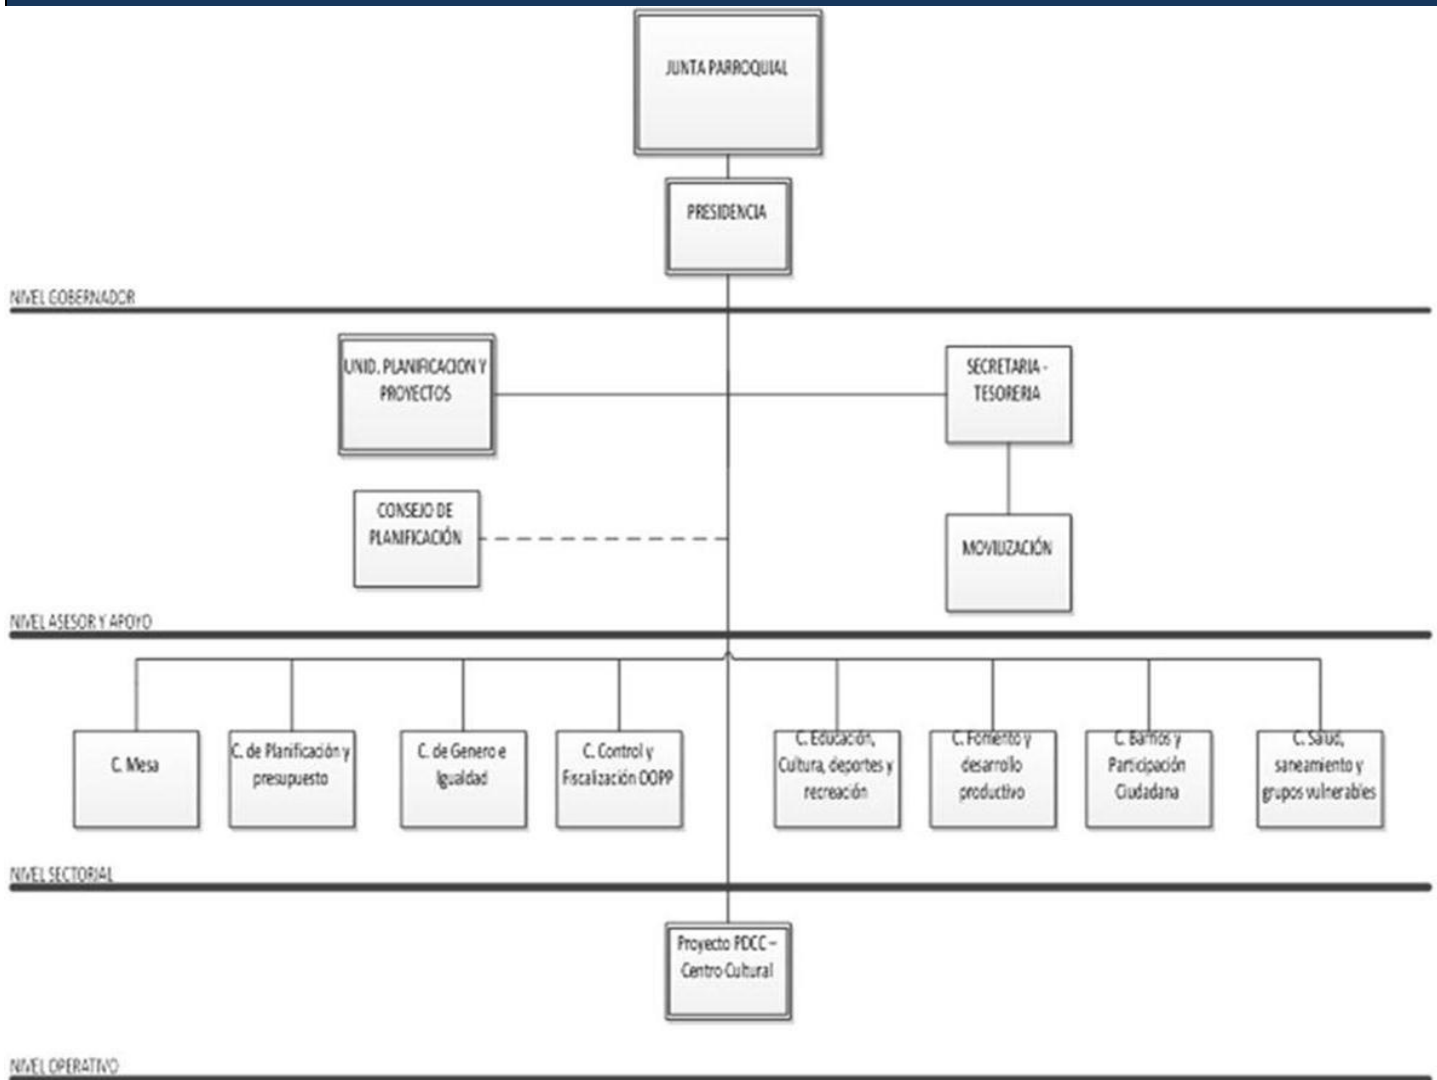 JUNTA PARROQUIAL
PRESIDENCIA
NIVEL GOBERNADOR
UNID. PLANIFICACION Y
PROYECTOS
SECRETARIA -
TESORERIA
CONSEJO DE
PLANIFICACIÓN
MOVILIZACIÓN
NIVEL ASESOR Y APOYO
C. Mesa
C. de Planificación y
presupuesto
C. de Genero e
Igualdad
C. Control y
Fiscalización OOPP
C. Educación,
Cultura, deportes y
recreación
C. Fomento y
desarrollo
productivo
C. Barrios y
Participación
Ciudadana
C. Salud,
saneamiento y
grupos vulnerables
NIVEL SECTORIAL
Proyecto PDCC –
Centro Cultural
NIVEL OPERATIVO